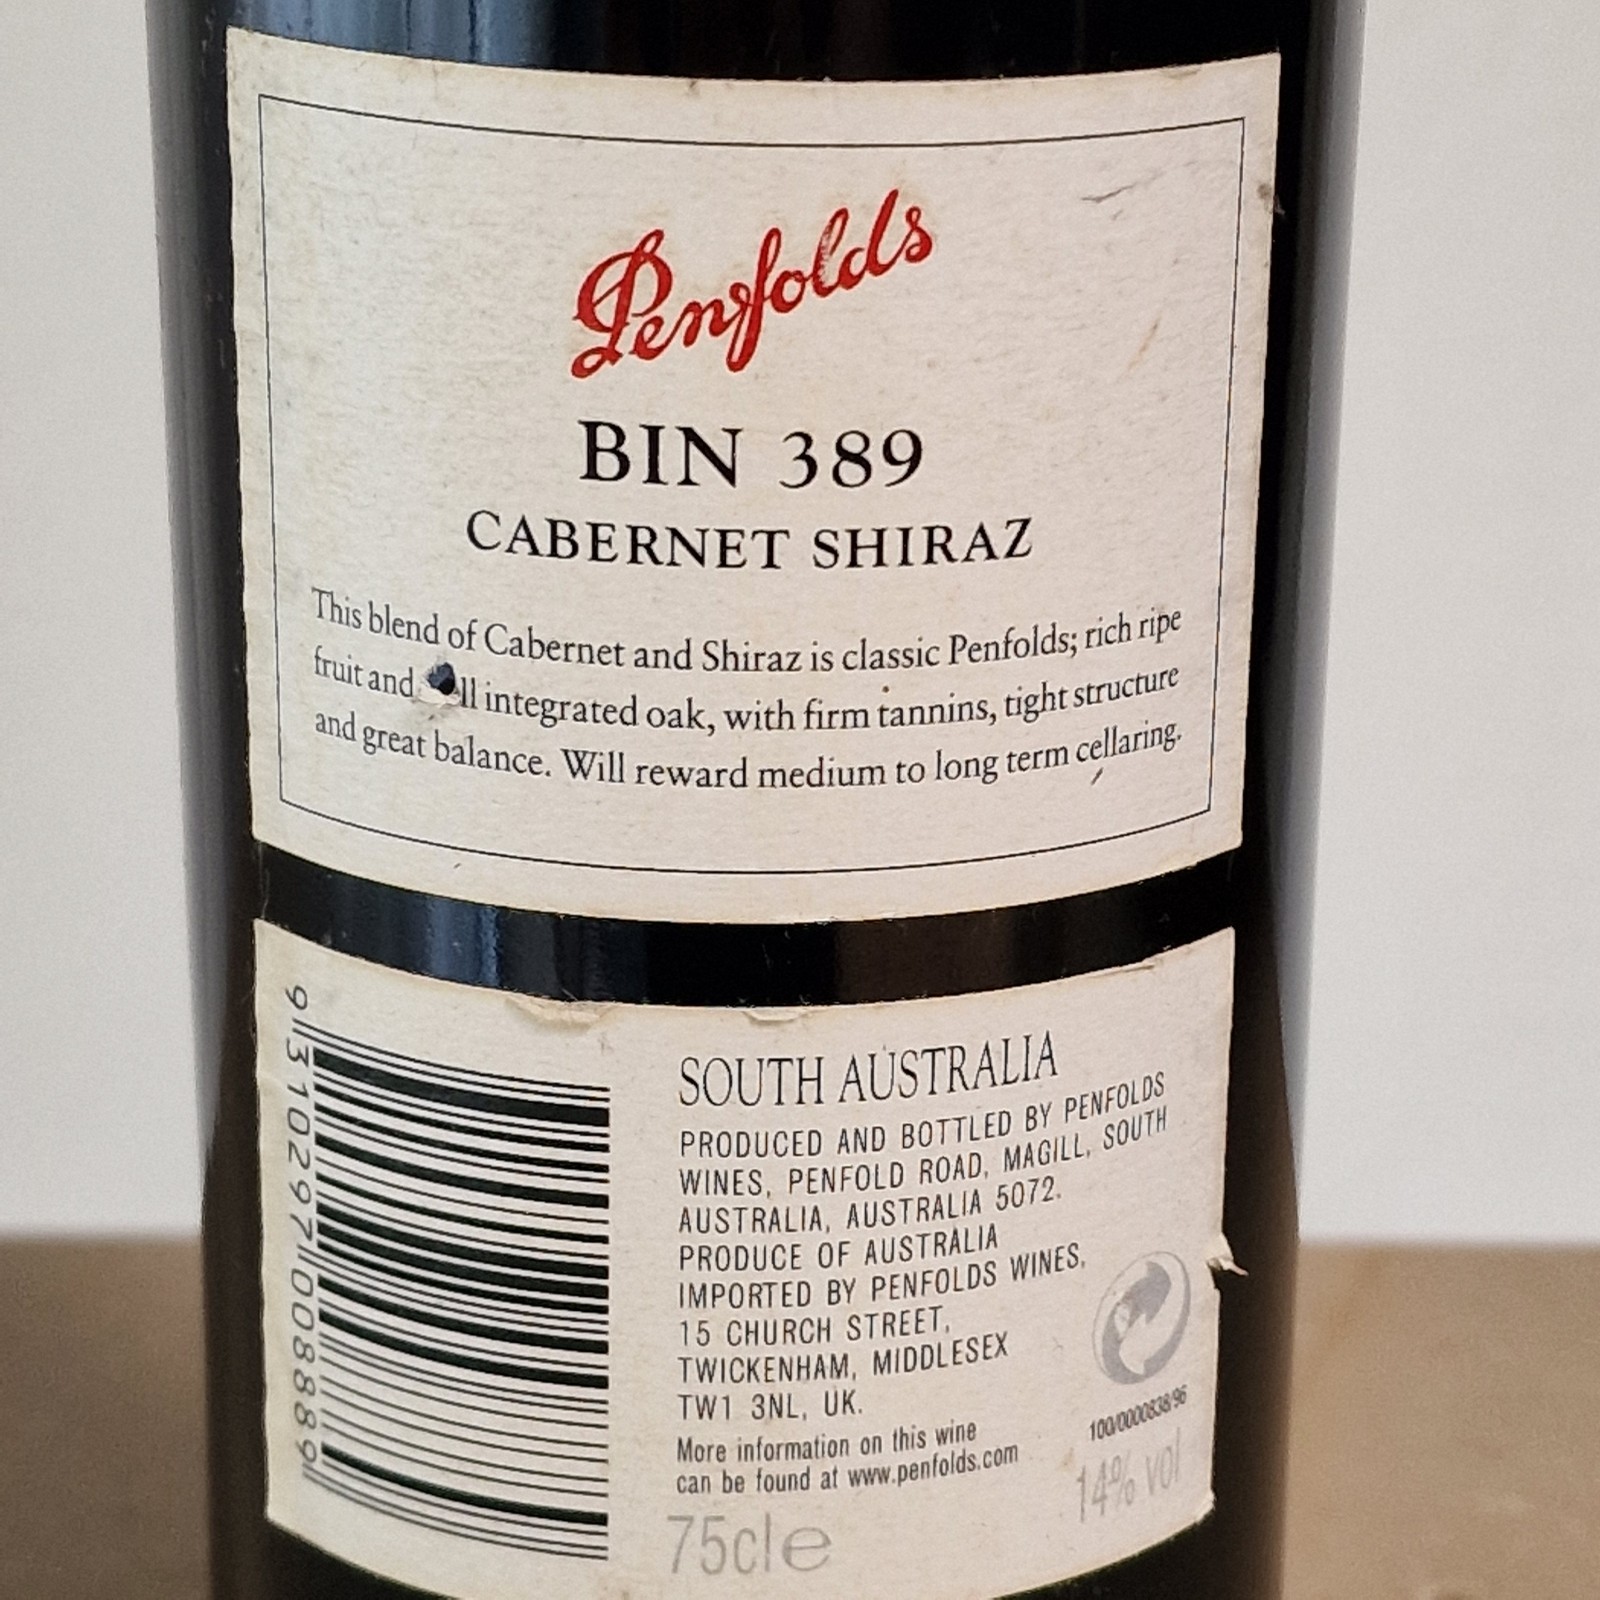 Penfolds
BIN 389
CABERNET SHIRAZ
This blend of Cabernet and Shiraz is classic Penfolds; rich ripe
fruit and ll integrated oak, with firm tannins, tight structure
and great balance. Will reward medium to long term cellaring.
9 310297 008889
SOUTH AUSTRALIA
PRODUCED AND BOTTLED BY PENFOLDS
WINES, PENFOLD ROAD, MAGILL, SOUTH
AUSTRALIA, AUSTRALIA 5072.
PRODUCE OF AUSTRALIA
IMPORTED BY PENFOLDS WINES,
15 CHURCH STREET,
TWICKENHAM, MIDDLESEX
TW1 3NL, UK.
100/0000838/96
More information on this wine
can be found at www.penfolds.com
75cl e
14% vol